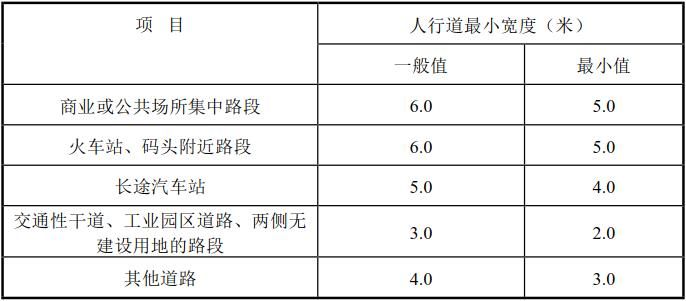 项 目 人行道最小宽度（米）
一般值 最小值
商业或公共场所集中路段 6.0 5.0
火车站、码头附近路段 6.0 5.0
长途汽车站 5.0 4.0
交通性干道、工业园区道路、两侧无
建设用地的路段 3.0 2.0
其他道路 4.0 3.0